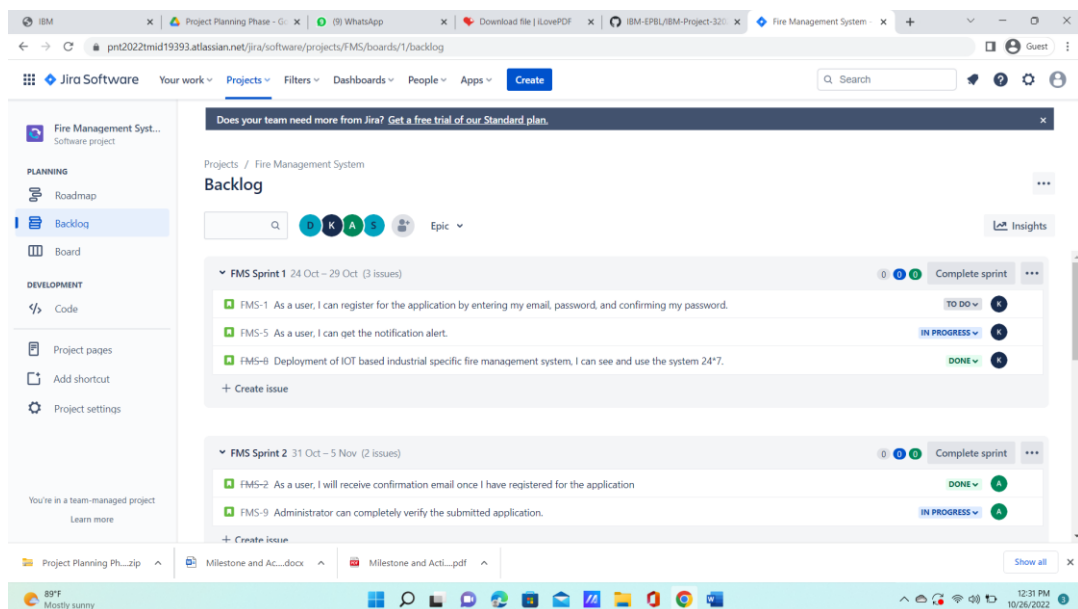 IBM
Project Planning Phase - Go
(9) WhatsApp
Download file | iLovePDF
IBM-EPBL/IBM-Project-320
Fire Management System -
pnt2022tmid19393.atlassian.net/jira/software/projects/FMS/boards/1/backlog
Guest
Jira Software
Your work
Projects
Filters
Dashboards
People
Apps
Create
Search
Fire Management Syst...
Software project
PLANNING
Roadmap
Backlog
Board
DEVELOPMENT
Code
Project pages
Add shortcut
Project settings
You're in a team-managed project
Learn more
Does your team need more from Jira? Get a free trial of our Standard plan.
Projects / Fire Management System
Backlog
D K A S
Epic
Insights
FMS Sprint 1 24 Oct – 29 Oct (3 issues) 0 0 0 Complete sprint
FMS-1 As a user, I can register for the application by entering my email, password, and confirming my password. TO DO K
FMS-5 As a user, I can get the notification alert. IN PROGRESS K
FMS-8 Deployment of IOT based industrial specific fire management system, I can see and use the system 24*7. DONE K
+ Create issue
FMS Sprint 2 31 Oct – 5 Nov (2 issues) 0 0 0 Complete sprint
FMS-2 As a user, I will receive confirmation email once I have registered for the application DONE A
FMS-9 Administrator can completely verify the submitted application. IN PROGRESS A
+ Create issue
Project Planning Ph....zip
Milestone and Ac....docx
Milestone and Acti....pdf
Show all
89°F
Mostly sunny
12:31 PM
10/26/2022
3